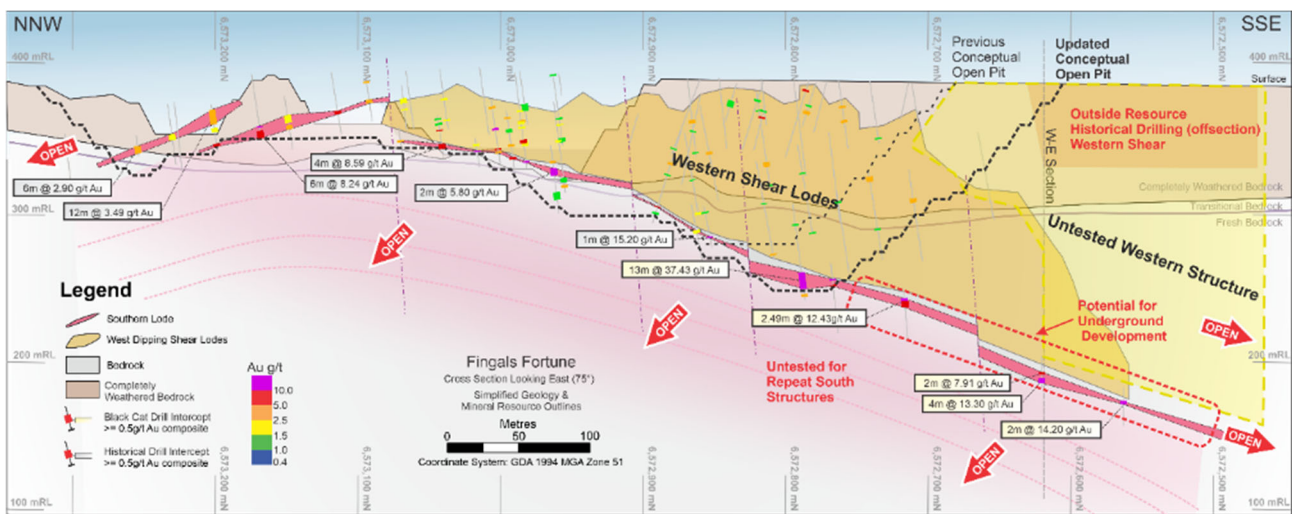 NNW
SSE
6,573,200 mN
6,573,100 mN
6,573,000 mN
6,572,900 mN
6,572,800 mN
6,572,700 mN
6,572,500 mN
400 mRL
400 mRL
Surface
Previous
Conceptual
Open Pit
Updated
Conceptual
Open Pit
Outside Resource
Historical Drilling (offsection)
Western Shear
W-E Section
OPEN
4m @ 8.59 g/t Au
6m @ 8.24 g/t Au
6m @ 2.90 g/t Au
12m @ 3.49 g/t Au
2m @ 5.80 g/t Au
Western Shear Lodes
Completely Weathered Bedrock
Transitional Bedrock
Fresh Bedrock
300 mRL
300 mRL
OPEN
1m @ 15.20 g/t Au
13m @ 37.43 g/t Au
2.49m @ 12.43g/t Au
Untested Western Structure
OPEN
OPEN
Potential for
Underground
Development
200 mRL
Untested for
Repeat South
Structures
2m @ 7.91 g/t Au
4m @ 13.30 g/t Au
2m @ 14.20 g/t Au
OPEN
OPEN
Legend
Southern Lode
West Dipping Shear Lodes
Bedrock
Completely
Weathered Bedrock
Black Cat Drill Intercept
>= 0.5g/t Au composite
Historical Drill Intercept
>=0.5g/t Au composite
Au g/t
10.0
5.0
2.5
1.5
1.0
0.4
Fingals Fortune
Cross Section Looking East (75°)
Simplified Geology &
Mineral Resource Outlines
Metres
0 50 100
Coordinate System: GDA 1994 MGA Zone 51
6,573,200 mN
6,573,100 mN
6,572,900 mN
6,572,800 mN
6,572,700 mN
6,572,600 mN
6,572,500 mN
100 mRL
100 mRL